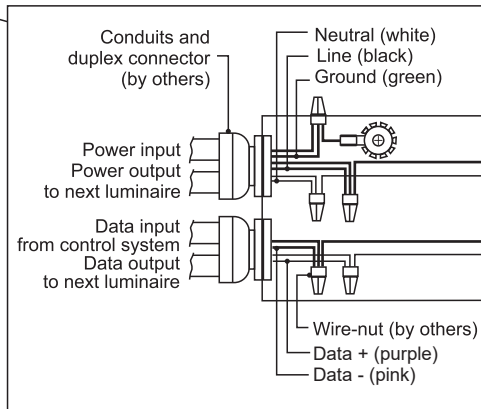 Conduits and
duplex connector
(by others)
Neutral (white)
Line (black)
Ground (green)
Power input
Power output
to next luminaire
Data input
from control system
Data output
to next luminaire
Wire-nut (by others)
Data + (purple)
Data - (pink)